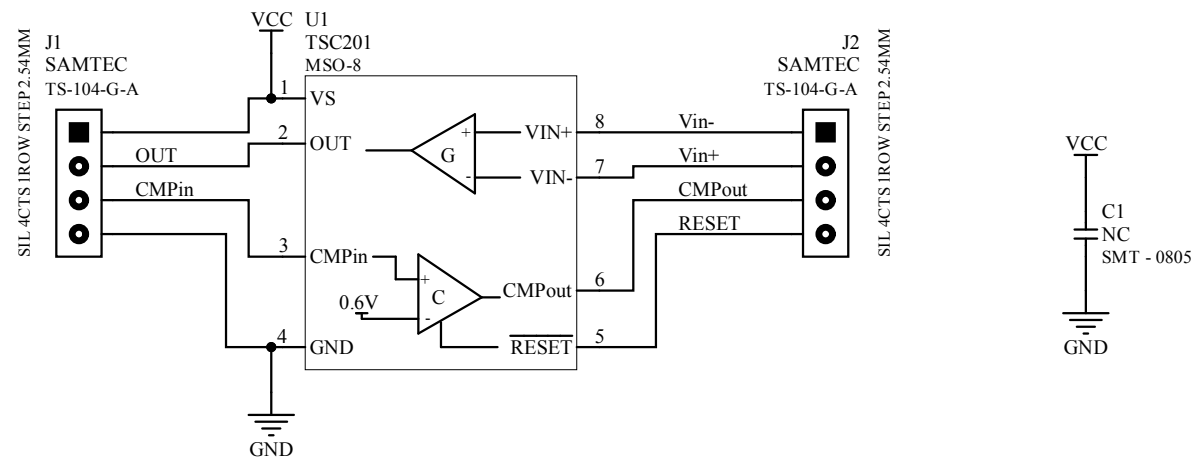 VCC
U1
TSC201
MSO-8
J1
SAMTEC
TS-104-G-A
SIL 4CTS 1ROW STEP 2.54MM
1
VS
2
OUT
OUT
CMPin
3
CMPin
0.6V
4
GND
GND
+
-
G
+
-
C
VIN+
8
Vin-
VIN-
7
Vin+
CMPout
RESET
CMPout
6
RESET
5
J2
SAMTEC
TS-104-G-A
SIL 4CTS 1ROW STEP 2.54MM
VCC
C1
NC
SMT - 0805
GND